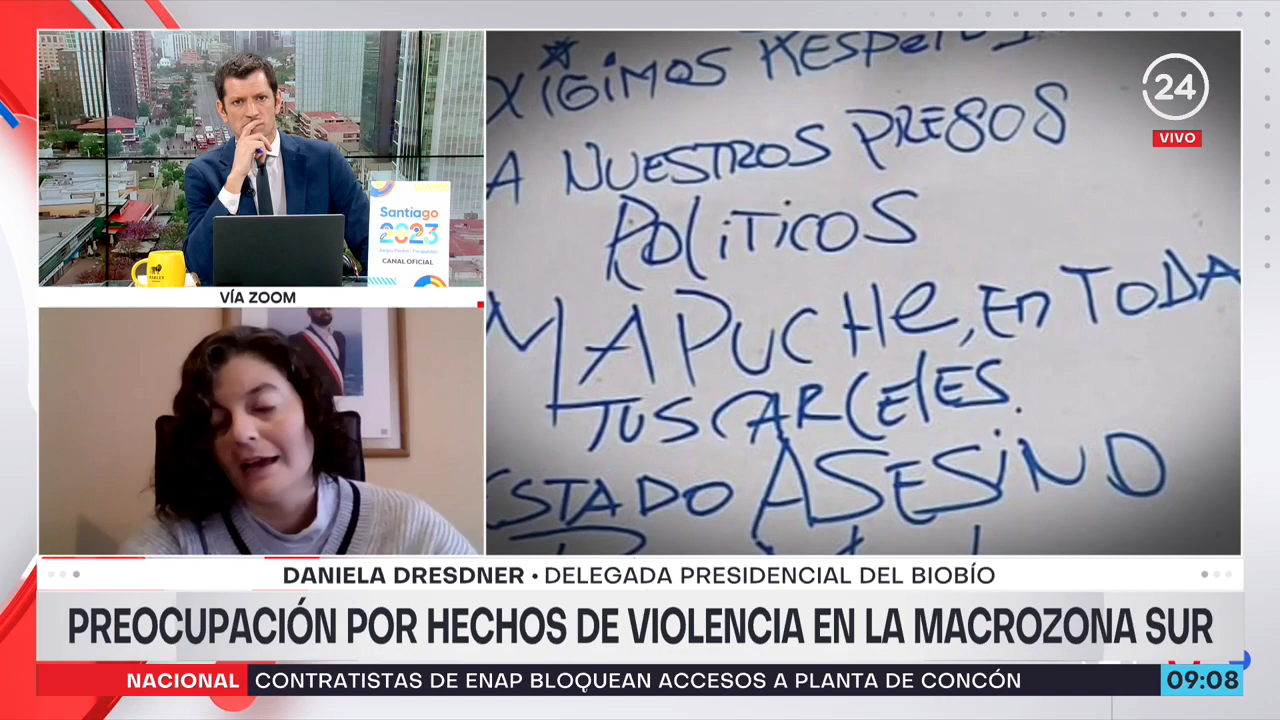 XIGIMOS RESPETO
A NUESTROS PRESOS
POLITICOS
MAPUCHE, EN TODA
TUS CARCELES.
ESTADO ASESINO
24
VIVO
Santiago
2023
CANAL OFICIAL
VÍA ZOOM
DANIELA DRESDNER • DELEGADA PRESIDENCIAL DEL BIOBÍO
PREOCUPACIÓN POR HECHOS DE VIOLENCIA EN LA MACROZONA SUR
NACIONAL CONTRATISTAS DE ENAP BLOQUEAN ACCESOS A PLANTA DE CONCÓN
09:08